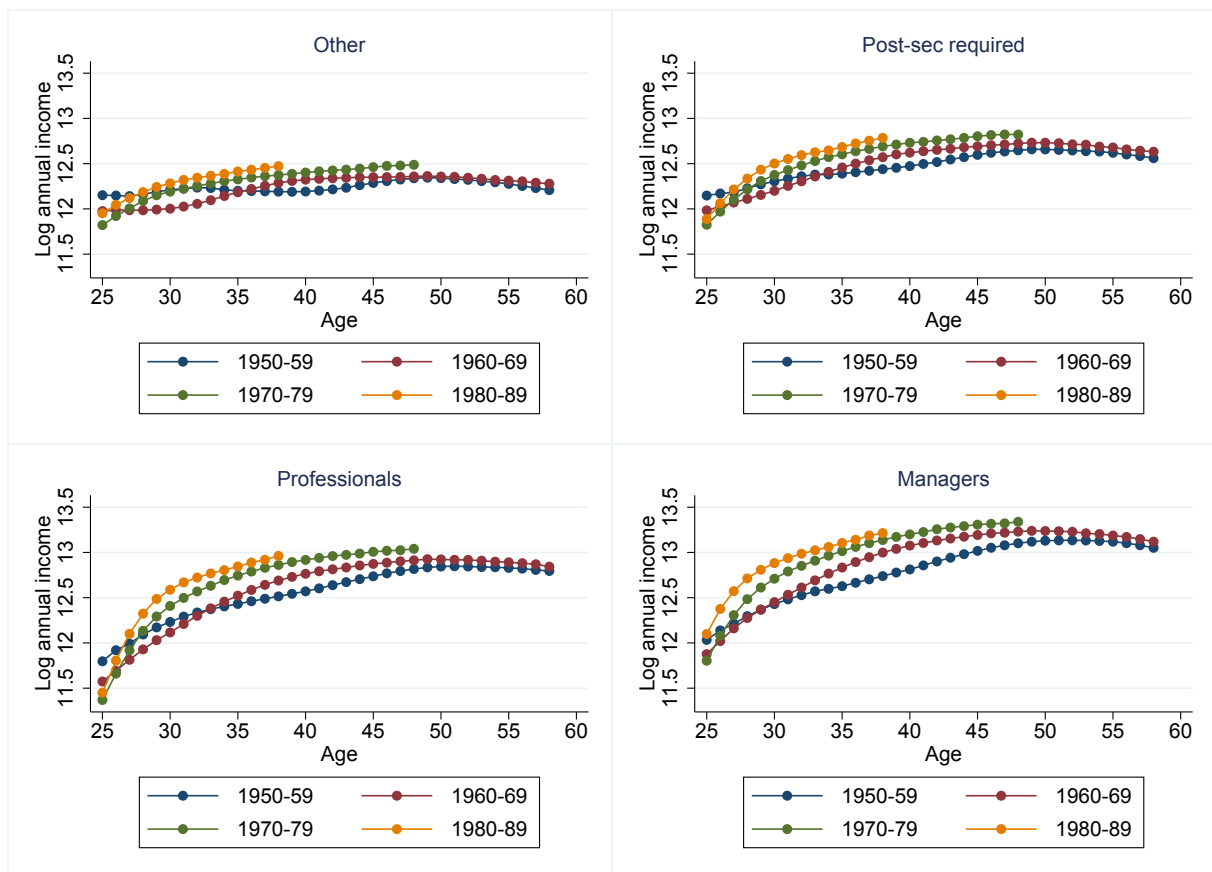 Other
Log annual income
11.5 12 12.5 13 13.5
25 30 35 40 45 50 55 60
Age
1950-59 1960-69
1970-79 1980-89
Post-sec required
Log annual income
11.5 12 12.5 13 13.5
25 30 35 40 45 50 55 60
Age
1950-59 1960-69
1970-79 1980-89
Professionals
Log annual income
11.5 12 12.5 13 13.5
25 30 35 40 45 50 55 60
Age
1950-59 1960-69
1970-79 1980-89
Managers
Log annual income
11.5 12 12.5 13 13.5
25 30 35 40 45 50 55 60
Age
1950-59 1960-69
1970-79 1980-89